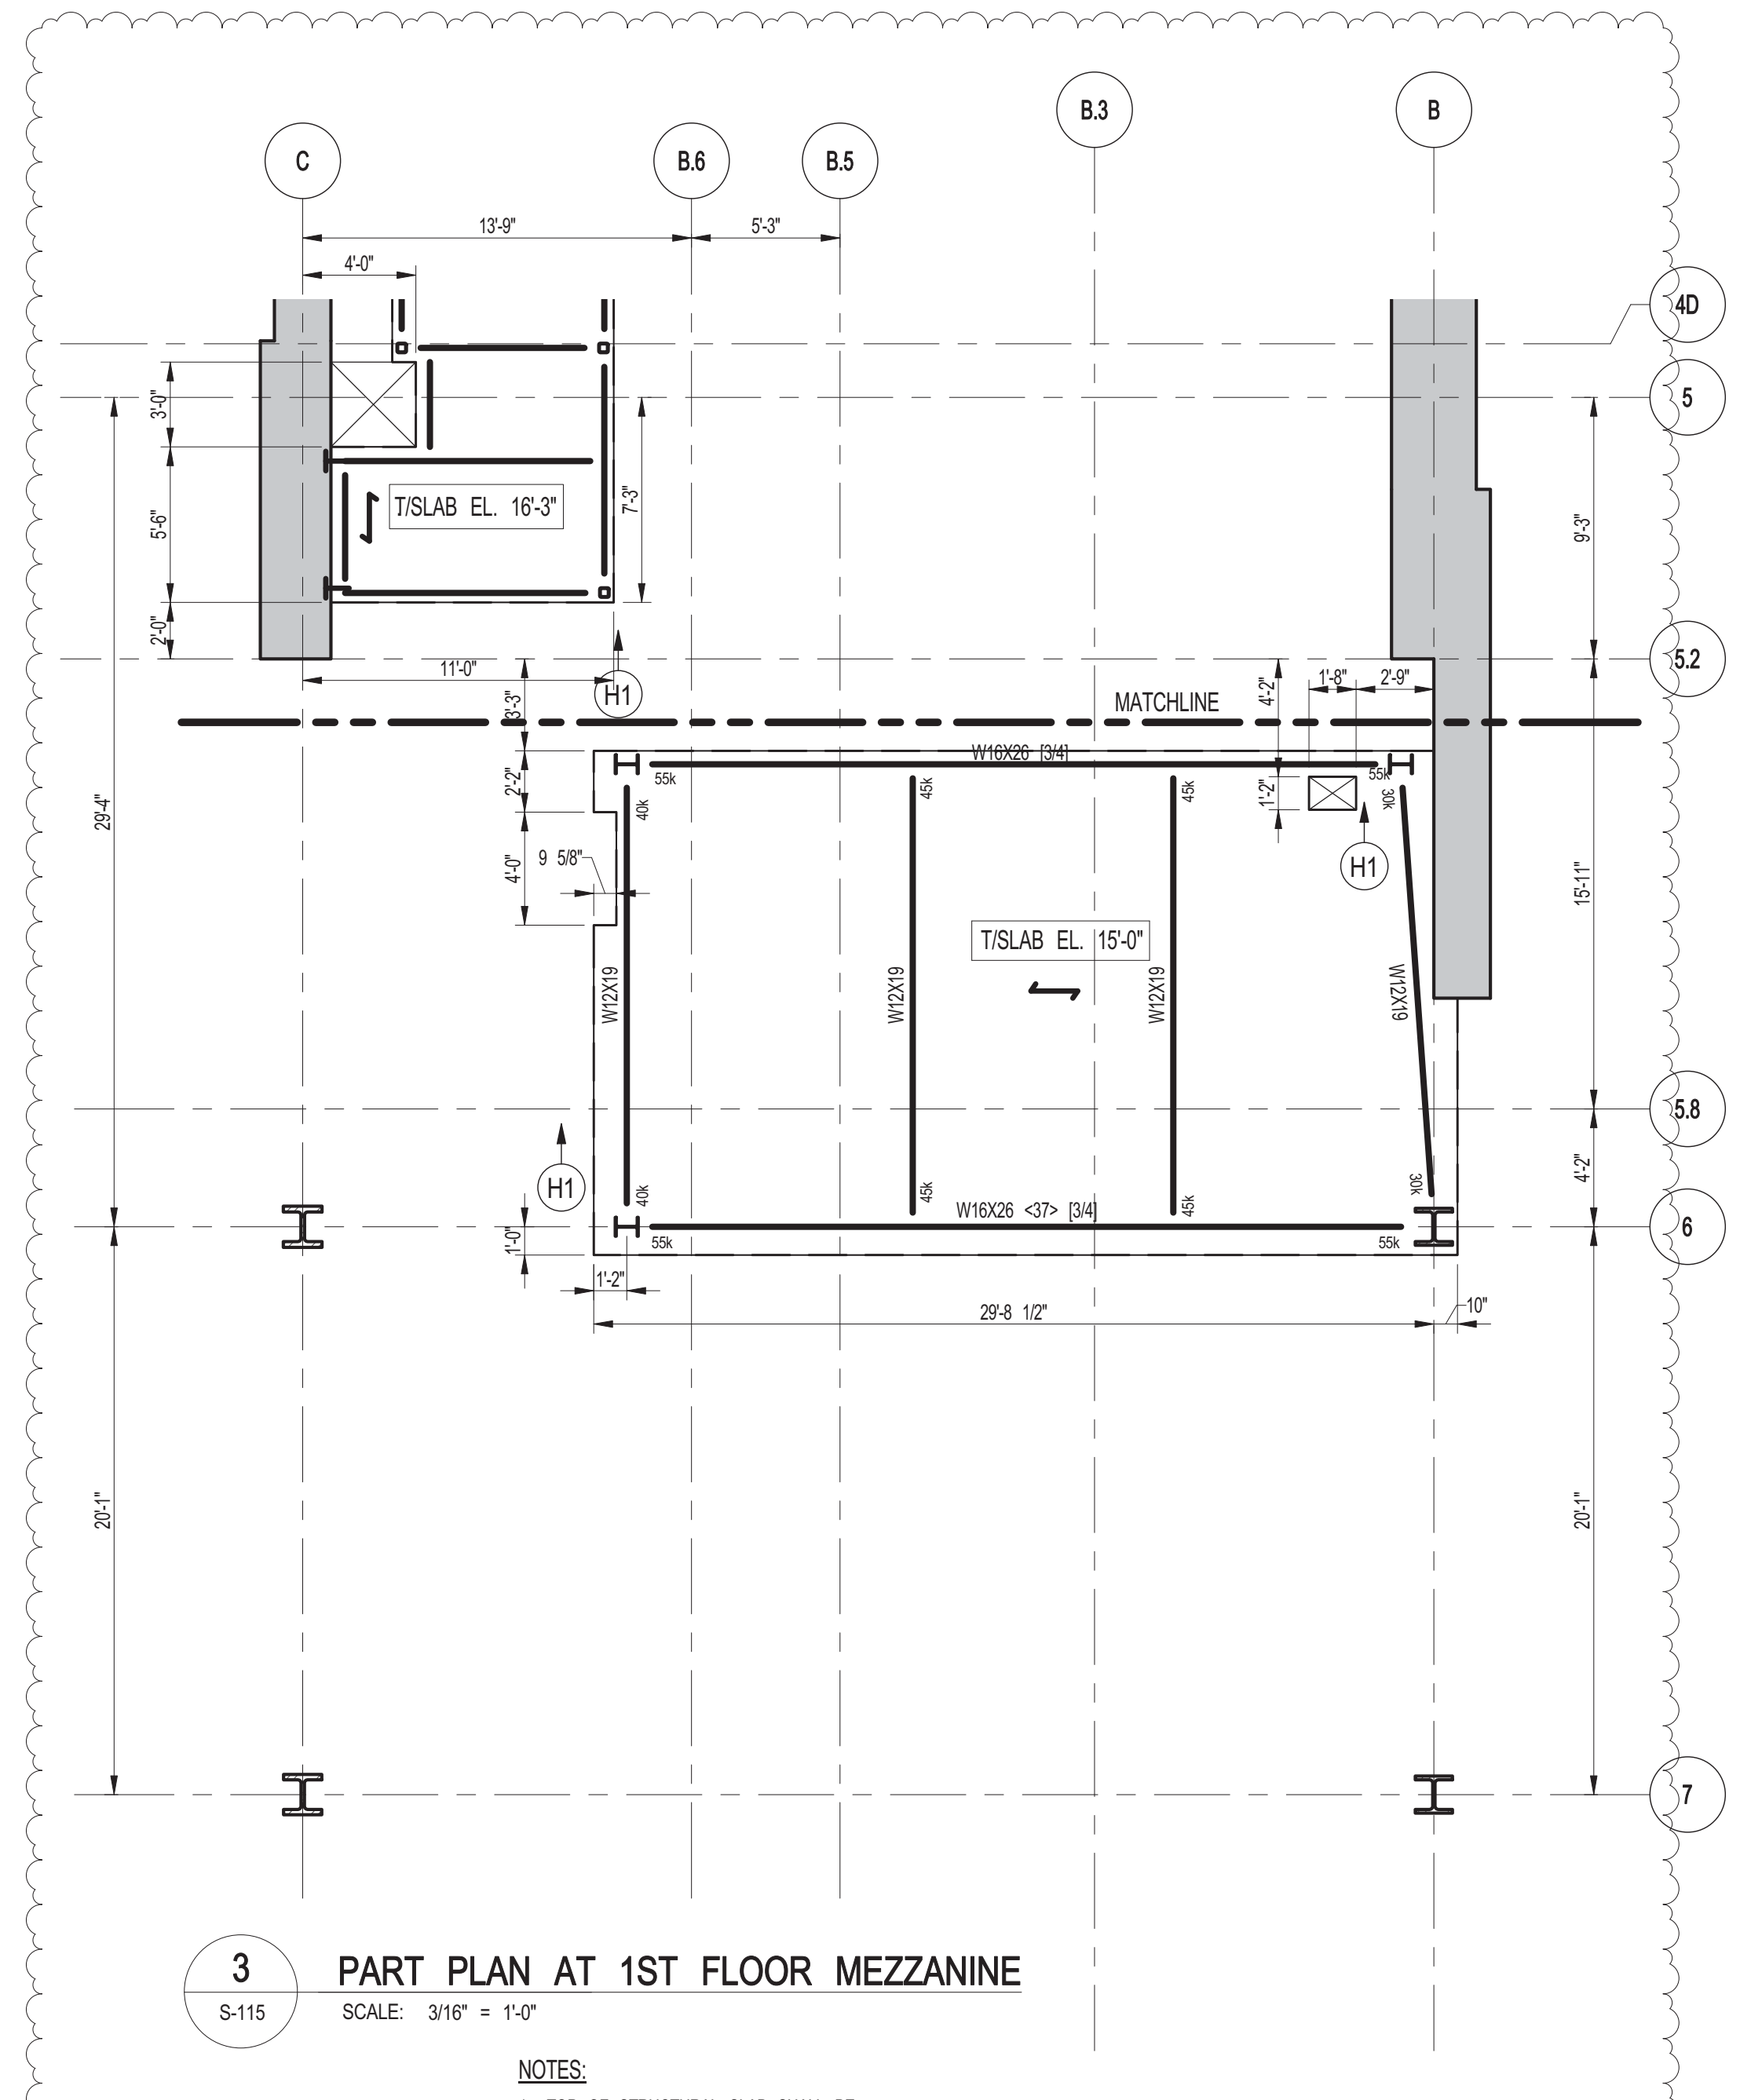 B.3
B
C
B.6
B.5
13'-9"
5'-3"
4'-0"
4D
5
3'-0"
T/SLAB EL. 16'-3"
7'-3"
5'-6"
9'-3"
2'-0"
5.2
11'-0"
H1
3'-3"
MATCHLINE
4'-2"
1'-8"
2'-9"
W16X26 [3/4]
55k
55k
2'-2"
40k
45k
45k
1'-2"
30k
29'-4"
4'-0"
9 5/8"
H1
15'-11"
T/SLAB EL. 15'-0"
W12X19
W12X19
W12X19
W12X19
5.8
H1
40k
45k
45k
30k
4'-2"
W16X26 <37> [3/4]
55k
55k
6
1'-0"
1'-2"
29'-8 1/2"
10"
20'-1"
20'-1"
7
3
S-115
PART PLAN AT 1ST FLOOR MEZZANINE
SCALE: 3/16" = 1'-0"
NOTES: